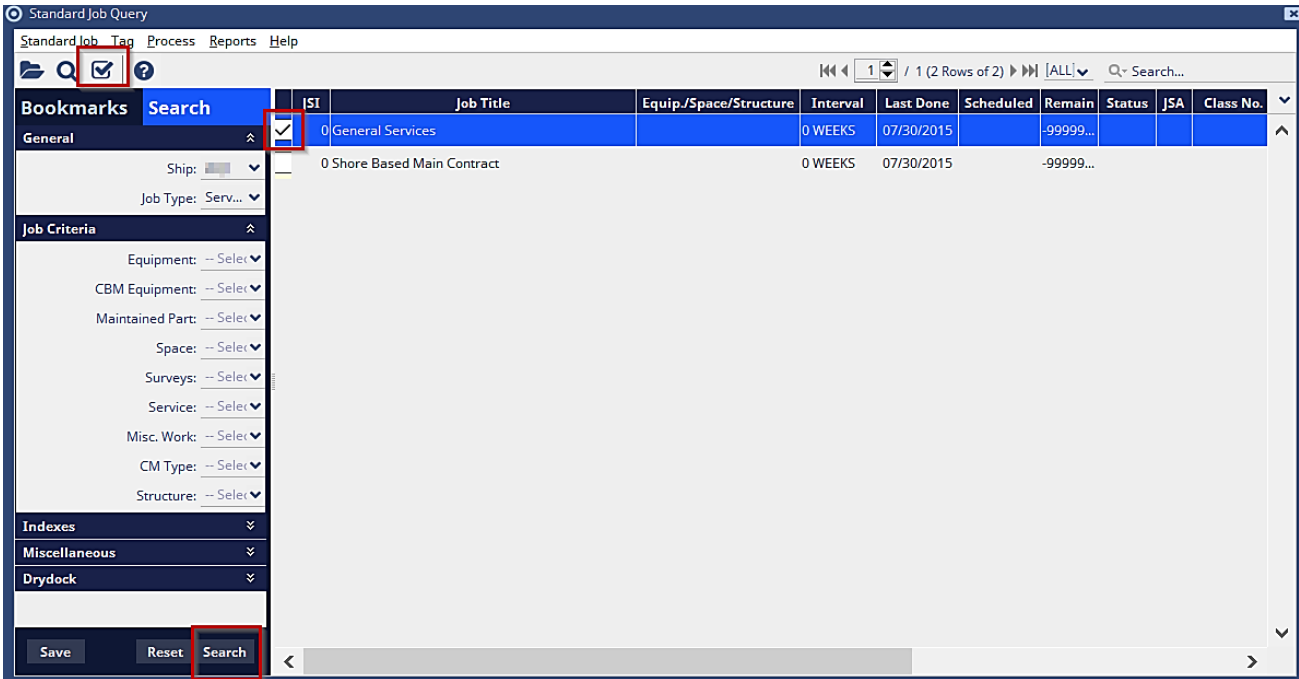 Standard Job Query
Standard Job Tag Process Reports Help
1 / 1 (2 Rows of 2) [ALL] Search...
Bookmarks Search
JSI Job Title Equip./Space/Structure Interval Last Done Scheduled Remain Status JSA Class No.
General
0 General Services 0 WEEKS 07/30/2015 -99999...
0 Shore Based Main Contract 0 WEEKS 07/30/2015 -99999...
Ship:
Job Type: Serv...
Job Criteria
Equipment: -- Selec
CBM Equipment: -- Selec
Maintained Part: -- Selec
Space: -- Selec
Surveys: -- Selec
Service: -- Selec
Misc. Work: -- Selec
CM Type: -- Selec
Structure: -- Selec
Indexes
Miscellaneous
Drydock
Save Reset Search